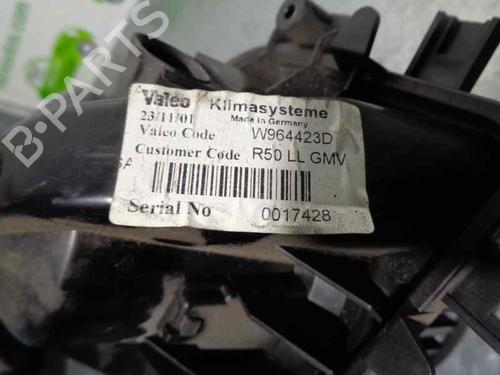 Valeo Klimasysteme
23/11/01 Made in Germany
Valeo Code W964423D
Customer Code R50 LL GMV
Serial No 0017428
B-PARTS